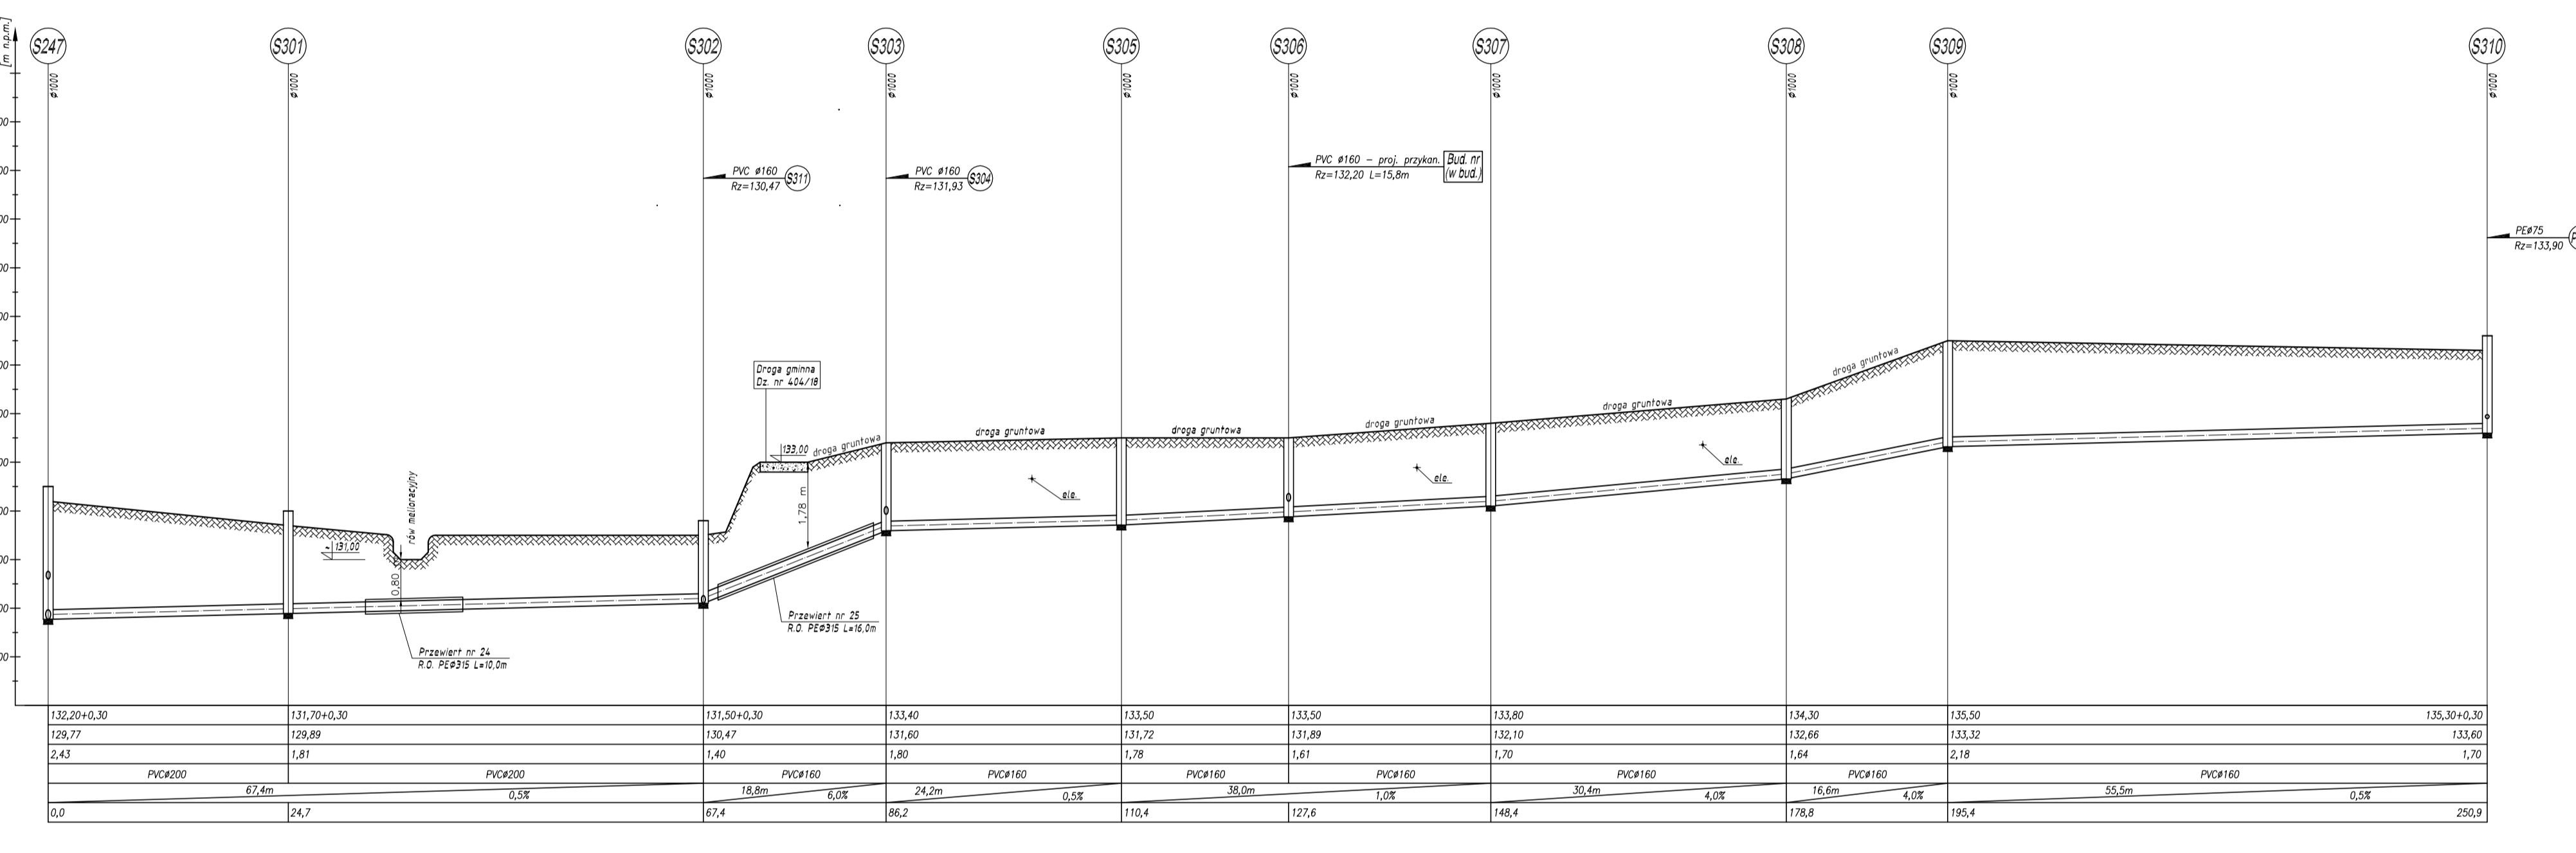 [m n.p.m.]
S247
S301
S302
S303
S305
S306
S307
S308
S309
S310
ø1000
ø1000
ø1000
ø1000
ø1000
ø1000
ø1000
ø1000
ø1000
ø1000
PVC ø160
Rz=130,47
S311
PVC ø160
Rz=131,93
S304
PVC ø160 – proj. przykan.
Rz=132,20 L=15,8m
Bud. nr
(w bud.)
PEø75
Rz=133,90
Droga gminna
Dz. nr 404/18
133,00
droga gruntowa
droga gruntowa
droga gruntowa
droga gruntowa
droga gruntowa
droga gruntowa
1,78 m
ele.
ele.
ele.
rów melioracyjny
131,00
0,80
Przewiert nr 24
R.O. PEø315 L=10,0m
Przewiert nr 25
R.O. PEø315 L=16,0m
132,20+0,30 131,70+0,30 131,50+0,30 133,40 133,50 133,50 133,80 134,30 135,50 135,30+0,30
129,77 129,89 130,47 131,60 131,72 131,89 132,10 132,66 133,32 133,60
2,43 1,81 1,40 1,80 1,78 1,61 1,70 1,64 2,18 1,70
PVCø200 PVCø200 PVCø160 PVCø160 PVCø160 PVCø160 PVCø160 PVCø160 PVCø160
67,4m 0,5% 18,8m 6,0% 24,2m 0,5% 38,0m 1,0% 30,4m 4,0% 16,6m 4,0% 55,5m 0,5%
0,0 24,7 67,4 86,2 110,4 127,6 148,4 178,8 195,4 250,9